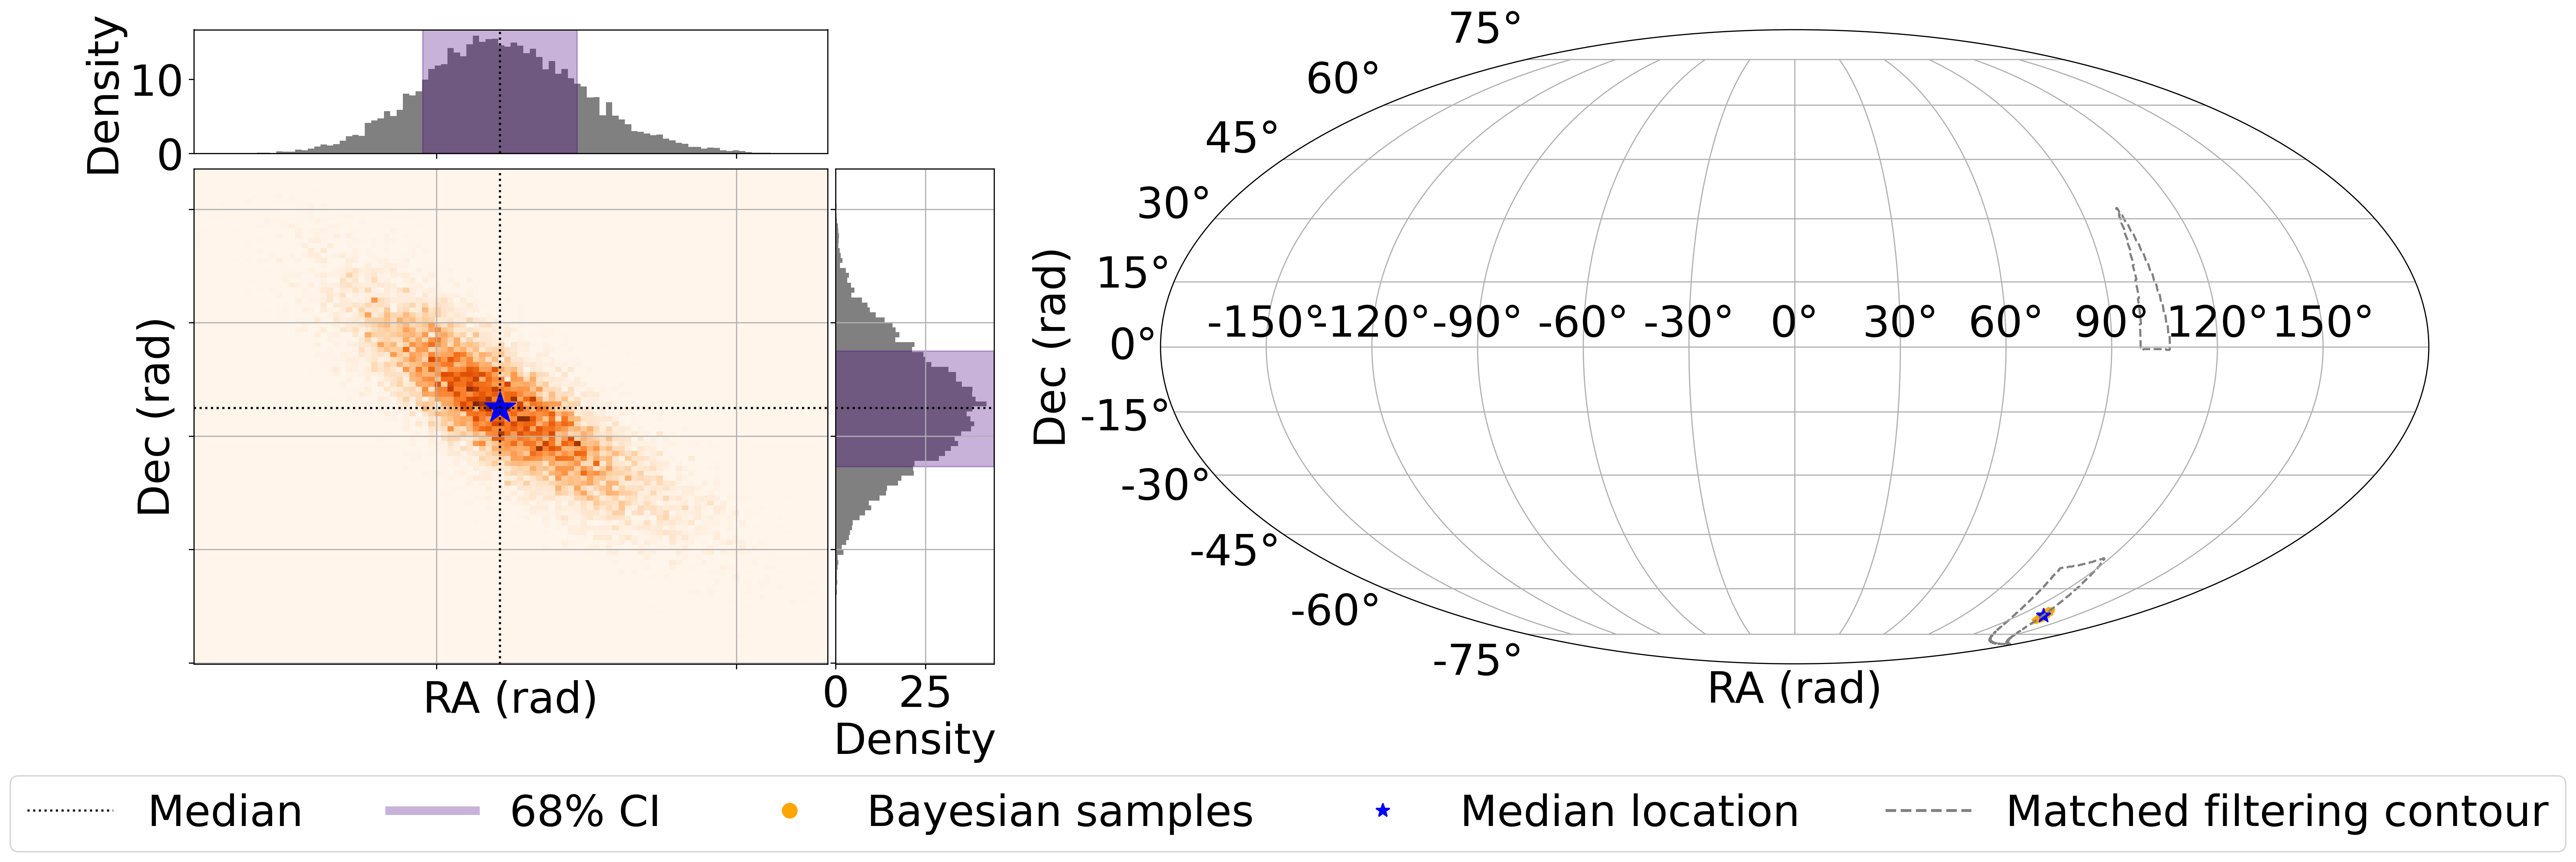 Density
10
0
Dec (rad)
RA (rad)
0 25
Density
75°
60°
45°
30°
15°
0°
-15°
-30°
-45°
-60°
-75°
-150° -120° -90° -60° -30° 0° 30° 60° 90° 120° 150°
Dec (rad)
RA (rad)
Median 68% CI Bayesian samples Median location Matched filtering contour